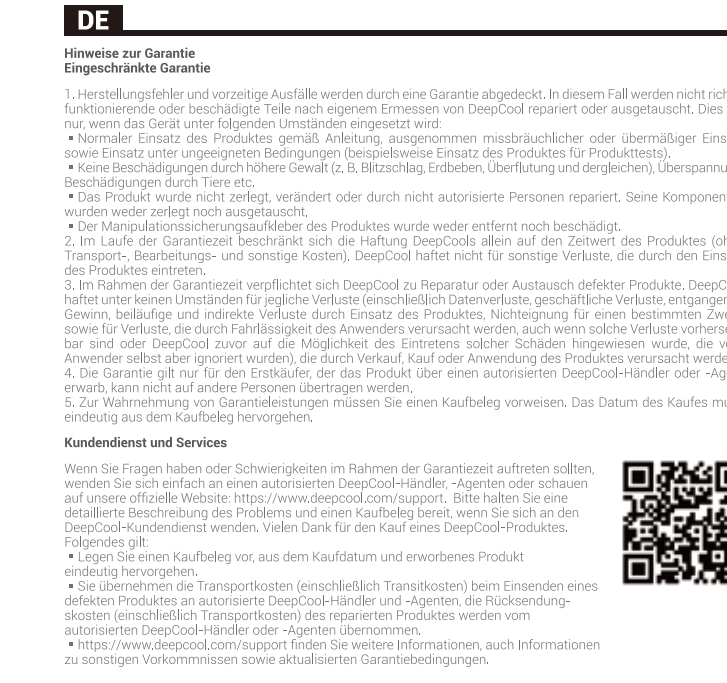 DE
Hinweise zur Garantie
Eingeschränkte Garantie
1. Herstellungsfehler und vorzeitige Ausfälle werden durch eine Garantie abgedeckt. In diesem Fall werden nicht
funktionierende oder beschädigte Teile nach eigenem Ermessen von DeepCool repariert oder ausgetauscht. Dies
nur, wenn das Gerät unter folgenden Umständen eingesetzt wird:
▪ Normaler Einsatz des Produktes gemäß Anleitung, ausgenommen missbräuchlicher oder übermäßiger
sowie Einsatz unter ungeeigneten Bedingungen (beispielsweise Einsatz des Produktes für Produkttests).
▪ Keine Beschädigungen durch höhere Gewalt (z. B. Blitzschlag, Erdbeben, Überflutung und dergleichen),
Beschädigungen durch Tiere etc.
▪ Das Produkt wurde nicht zerlegt, verändert oder durch nicht autorisierte Personen repariert. Seine
wurden weder zerlegt noch ausgetauscht.
▪ Der Manipulationssicherungsaufkleber des Produktes wurde weder entfernt noch beschädigt.
2. Im Laufe der Garantiezeit beschränkt sich die Haftung DeepCools allein auf den Zeitwert des Produktes
Transport-, Bearbeitungs- und sonstige Kosten). DeepCool haftet nicht für sonstige Verluste, die durch den
des Produktes eintreten.
3. Im Rahmen der Garantiezeit verpflichtet sich DeepCool zu Reparatur oder Austausch defekter Produkte.
haftet unter keinen Umständen für jegliche Verluste (einschließlich Datenverluste, geschäftliche Verluste,
Gewinn, beiläufige und indirekte Verluste durch Einsatz des Produktes, Nichteignung für einen bestimmten
sowie für Verluste, die durch Fahrlässigkeit des Anwenders verursacht werden, auch wenn solche Verluste
bar sind oder DeepCool zuvor auf die Möglichkeit des Eintretens solcher Schäden hingewiesen wurde, die
Anwender selbst aber ignoriert wurden), die durch Verkauf, Kauf oder Anwendung des Produktes verursacht
4. Die Garantie gilt nur für den Erstkäufer, der das Produkt über einen autorisierten DeepCool-Händler oder
erwarb, kann nicht auf andere Personen übertragen werden.
5. Zur Wahrnehmung von Garantieleistungen müssen Sie einen Kaufbeleg vorweisen. Das Datum des Kaufes
eindeutig aus dem Kaufbeleg hervorgehen.
Kundendienst und Services
Wenn Sie Fragen haben oder Schwierigkeiten im Rahmen der Garantiezeit auftreten sollten,
wenden Sie sich einfach an einen autorisierten DeepCool-Händler, -Agenten oder schauen
auf unsere offizielle Website: https://www.deepcool.com/support. Bitte halten Sie eine
detaillierte Beschreibung des Problems und einen Kaufbeleg bereit, wenn Sie sich an den
DeepCool-Kundendienst wenden. Vielen Dank für den Kauf eines DeepCool-Produktes.
Folgendes gilt:
▪ Legen Sie einen Kaufbeleg vor, aus dem Kaufdatum und erworbenes Produkt
eindeutig hervorgehen.
▪ Sie übernehmen die Transportkosten (einschließlich Transitkosten) beim Einsenden eines
defekten Produktes an autorisierte DeepCool-Händler und -Agenten, die Rücksendung-
skosten (einschließlich Transportkosten) des reparierten Produktes werden vom
autorisierten DeepCool-Händler oder -Agenten übernommen.
▪ https://www.deepcool.com/support finden Sie weitere Informationen, auch Informationen
zu sonstigen Vorkommnissen sowie aktualisierten Garantiebedingungen.